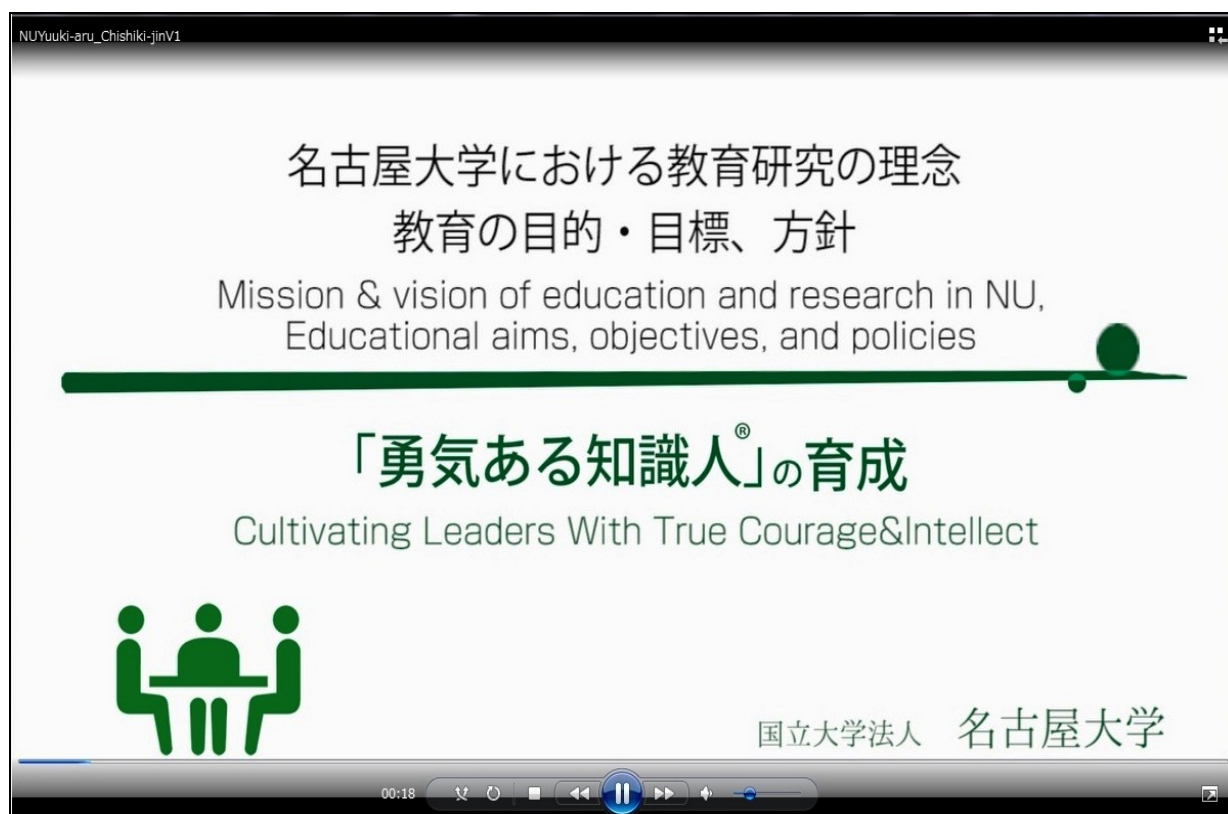 NUYuuki-aru_Chishiki-jinV1
名古屋大学における教育研究の理念
教育の目的・目標、方針
Mission & vision of education and research in NU,
Educational aims, objectives, and policies
「勇気ある知識人®」の育成
Cultivating Leaders With True Courage&Intellect
国立大学法人 名古屋大学
00:18